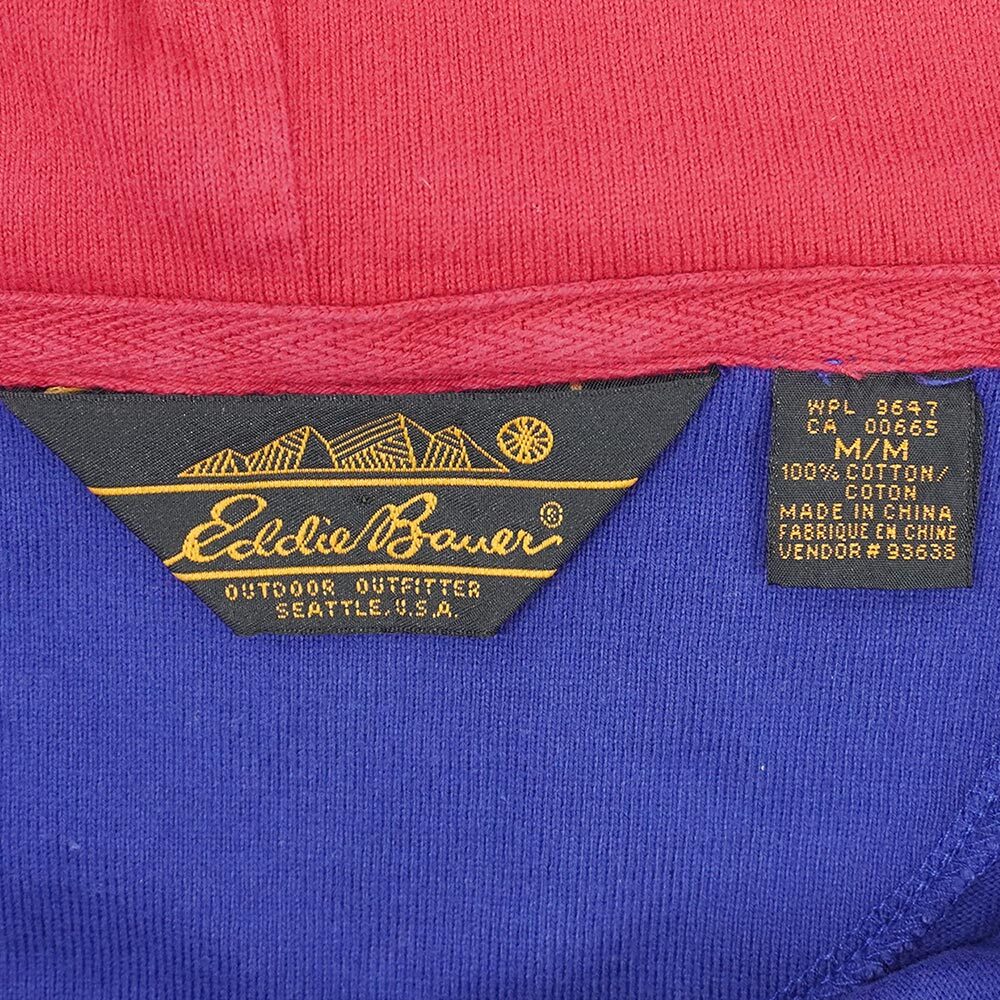 Eddie Bauer®
OUTDOOR OUTFITTER
SEATTLE, U.S.A.
WPL 9647
CA 00665
M/M
100% COTTON/
COTON
MADE IN CHINA
FABRIQUE EN CHINE
VENDOR # 93638